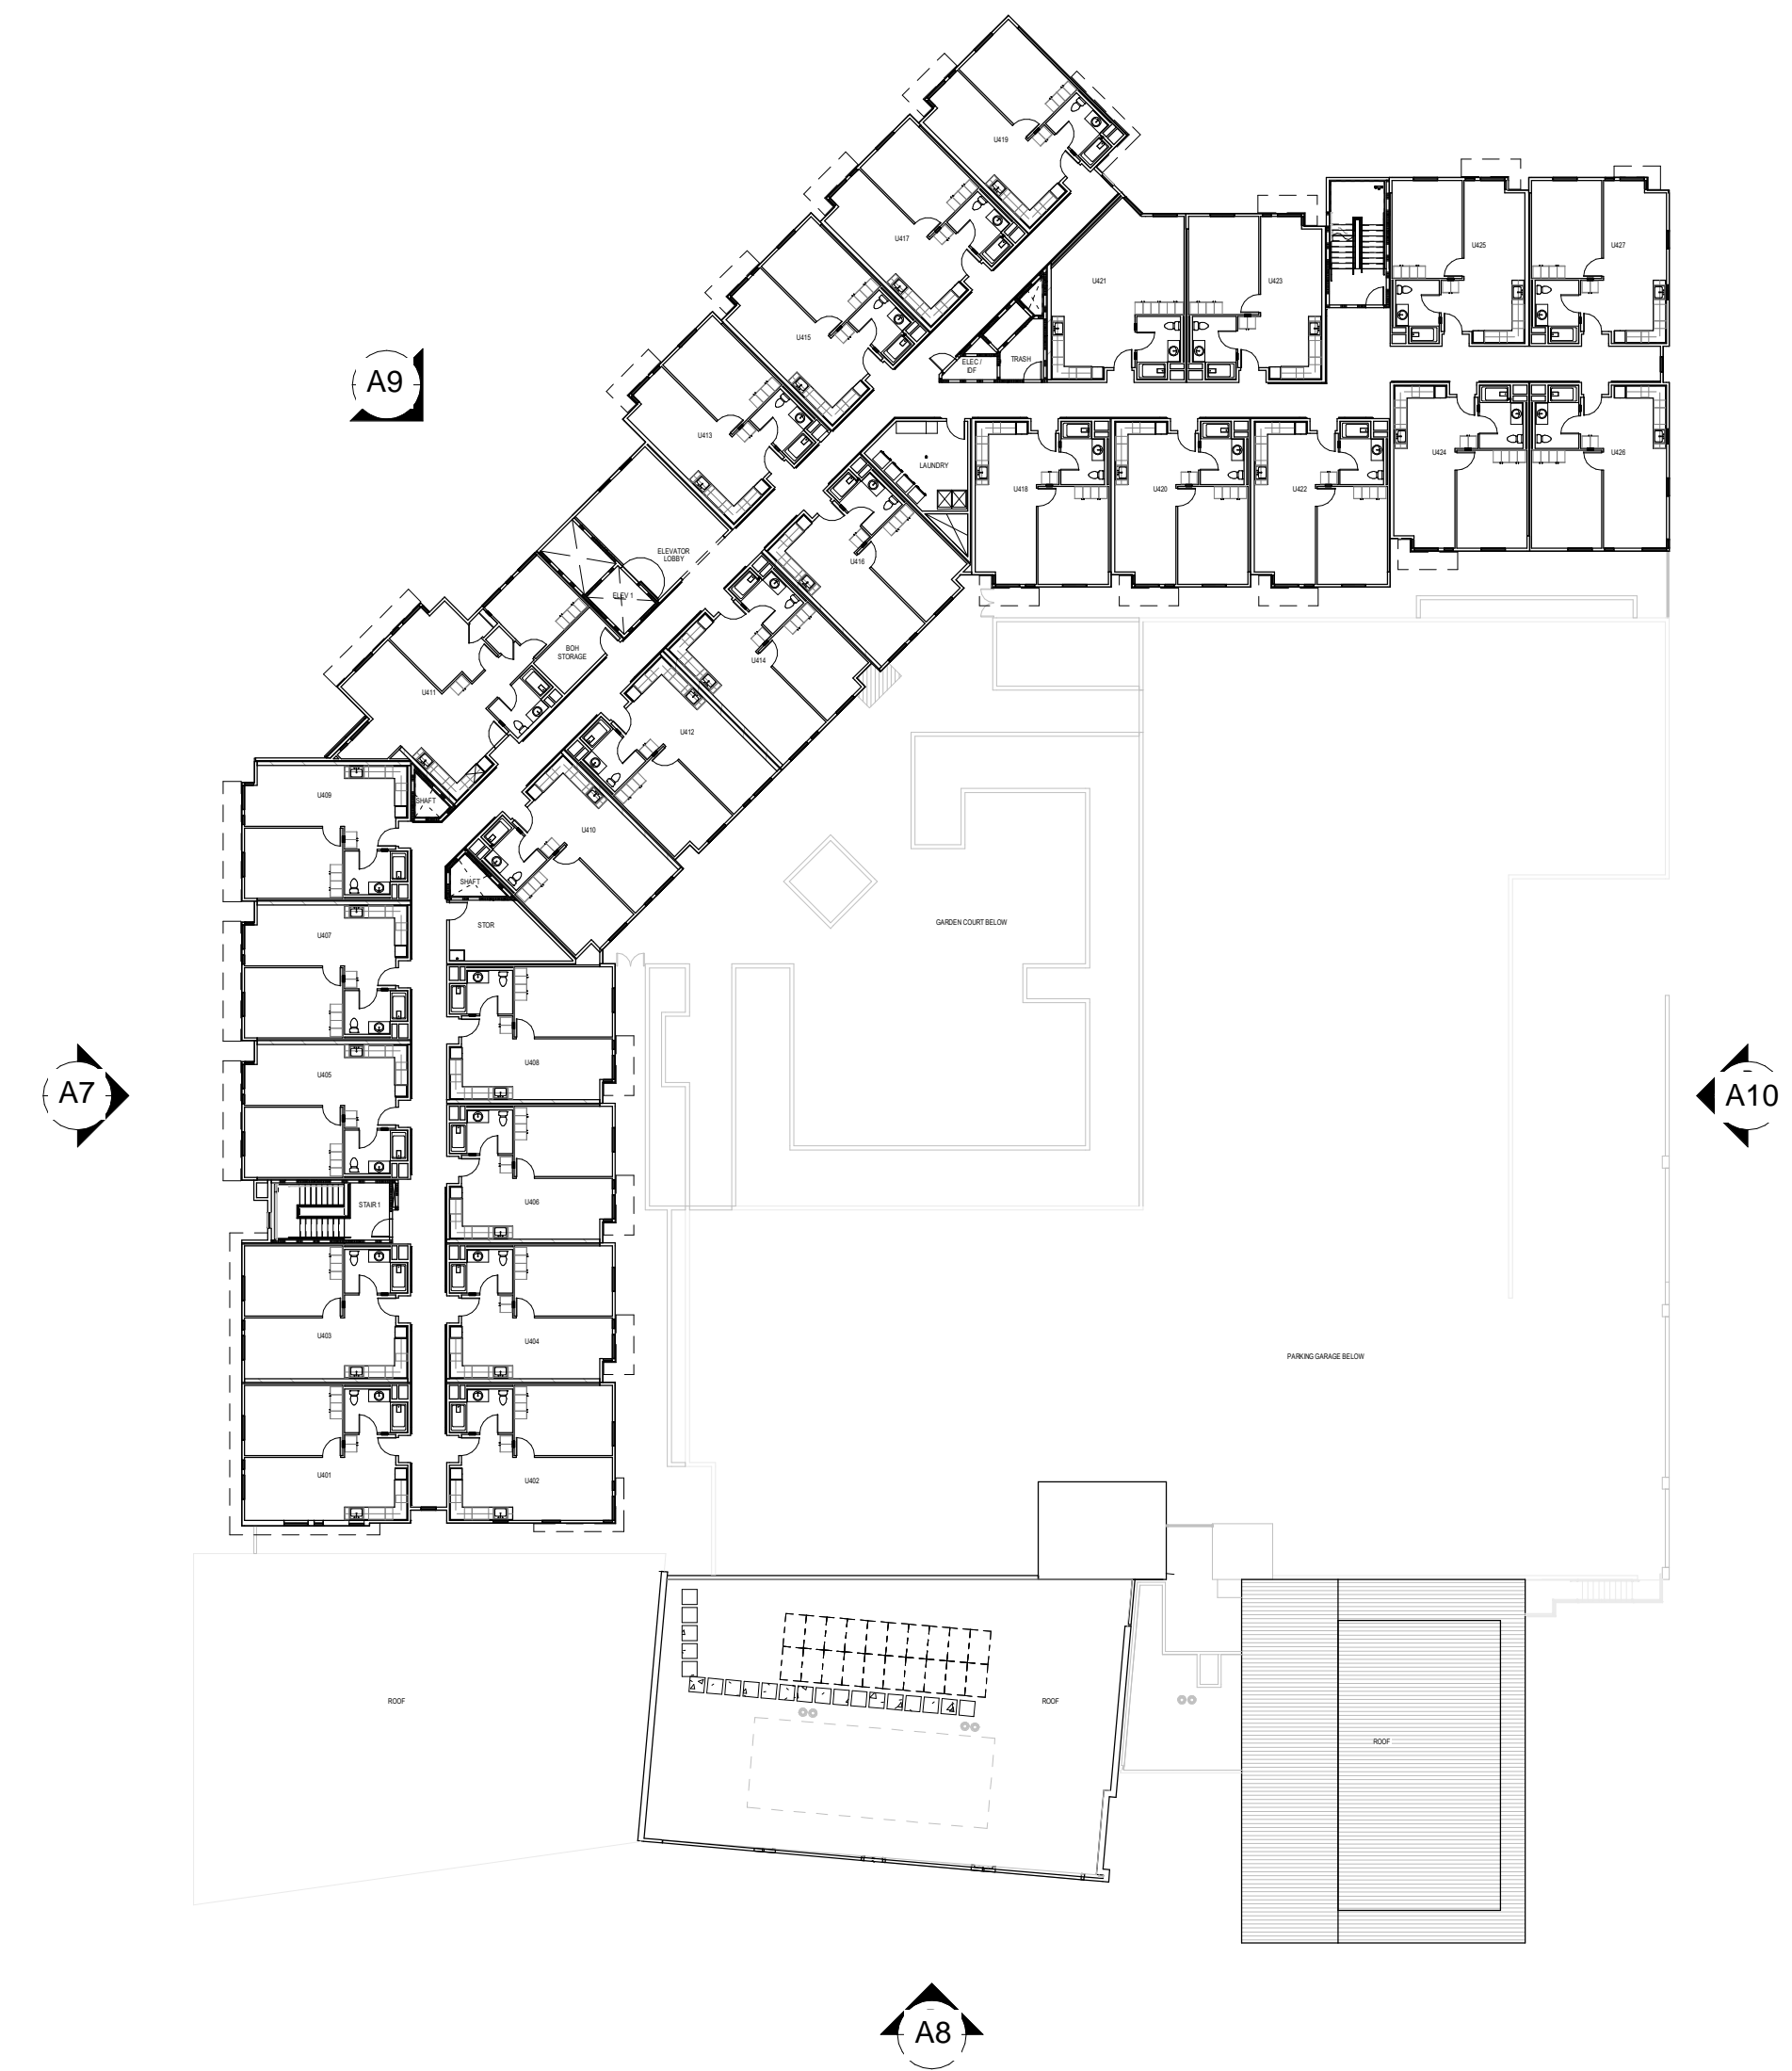 U419
U417
U425
U427
U421
U423
A9
U415
ELEC /
IDF
TRASH
U413
LAUNDRY
U424
U426
U418
U420
U422
ELEVATOR
LOBBY
U416
ELEV 1
BOH
STORAGE
U414
U411
U412
U409
SHAFT
U410
SHAFT
STOR
GARDEN COURT BELOW
U407
U408
U405
A7
A10
STAIR 1
U406
U403
U404
PARKING GARAGE BELOW
U401
U402
ROOF
ROOF
ROOF
A8